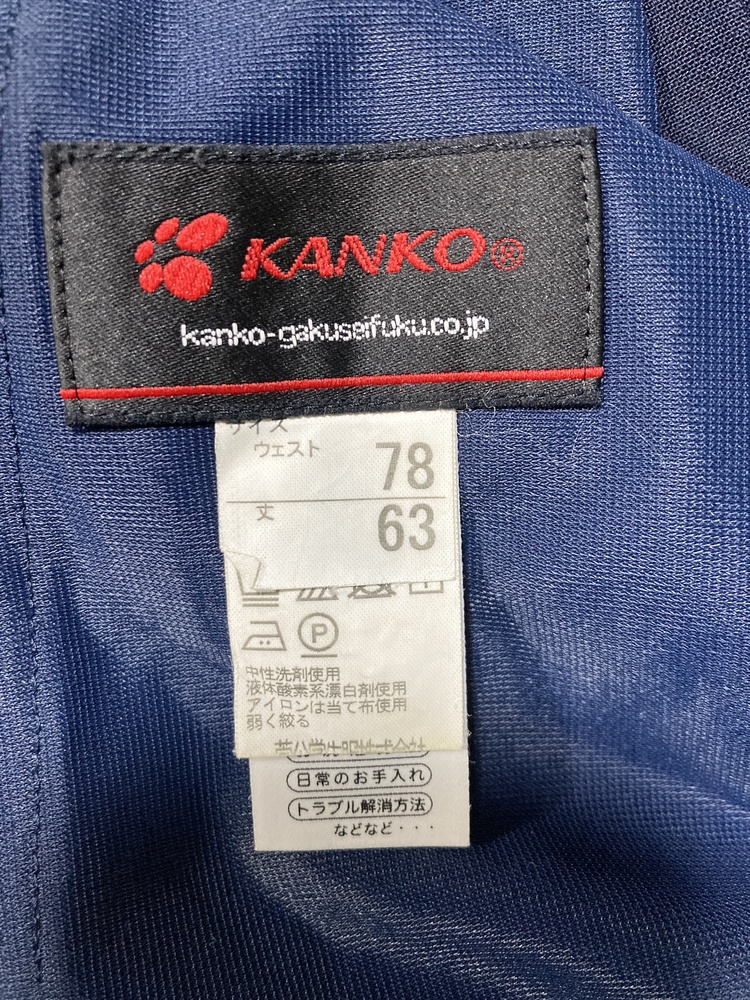 KANKO®
kanko-gakuseifuku.co.jp
サイズ
ウェスト 78
丈 63
P
中性洗剤使用
液体酸素系漂白剤使用
アイロンは当て布使用
弱く絞る
日常のお手入れ
トラブル解消方法
などなど・・・